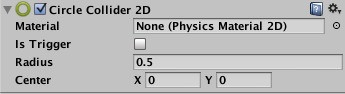 Circle Collider 2D
Material None (Physics Material 2D)
Is Trigger
Radius 0.5
Center X 0 Y 0